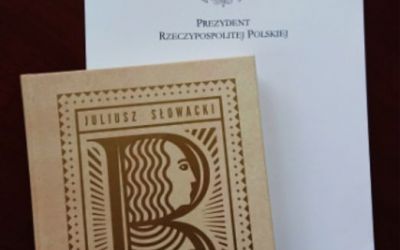 PREZYDENT
RZECZYPOSPOLITEJ POLSKIEJ
JULIUSZ SŁOWACKI
B